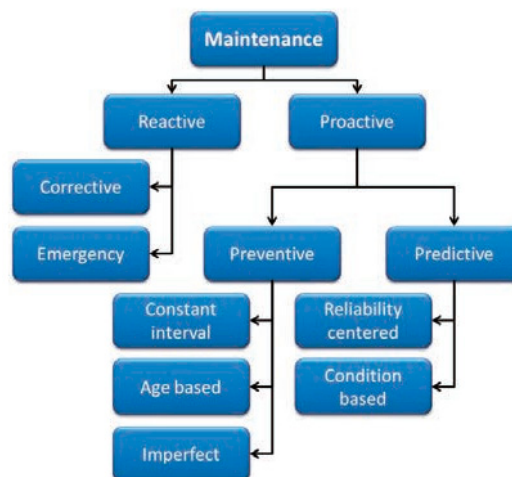 Maintenance
Reactive
Proactive
Corrective
Emergency
Preventive
Predictive
Constant
interval
Reliability
centered
Age based
Condition
based
Imperfect